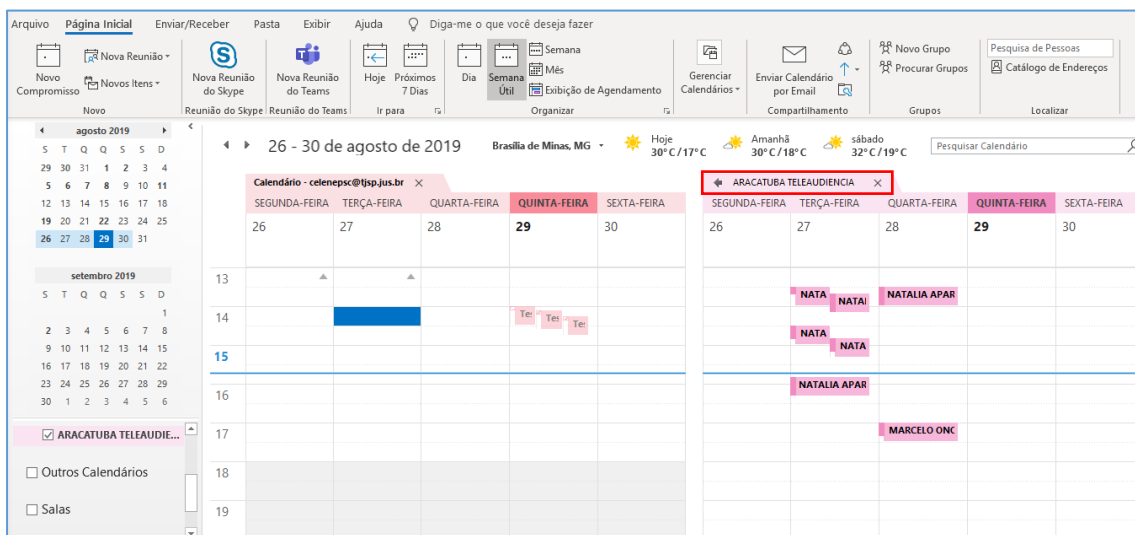 Arquivo Página Inicial Enviar/Receber Pasta Exibir Ajuda Diga-me o que você deseja fazer
Novo Compromisso
Nova Reunião
Novos Itens
Novo
Nova Reunião do Skype
Reunião do Skype
Nova Reunião do Teams
Reunião do Teams
Hoje
Próximos 7 Dias
Ir para
Dia
Semana Útil
Semana
Mês
Exibição de Agendamento
Organizar
Gerenciar Calendários
Enviar Calendário por Email
Compartilhamento
Novo Grupo
Procurar Grupos
Grupos
Pesquisa de Pessoas
Catálogo de Endereços
Localizar
agosto 2019
S T Q Q S S D
29 30 31 1 2 3 4
5 6 7 8 9 10 11
12 13 14 15 16 17 18
19 20 21 22 23 24 25
26 27 28 29 30 31
setembro 2019
S T Q Q S S D
1
2 3 4 5 6 7 8
9 10 11 12 13 14 15
16 17 18 19 20 21 22
23 24 25 26 27 28 29
30 1 2 3 4 5 6
ARACATUBA TELEAUDIE...
Outros Calendários
Salas
26 - 30 de agosto de 2019
Brasília de Minas, MG
Hoje
30° C / 17° C
Amanhã
30° C / 18° C
sábado
32° C / 19° C
Pesquisar Calendário
Calendário - celenepsc@tjsp.jus.br
SEGUNDA-FEIRA TERÇA-FEIRA QUARTA-FEIRA QUINTA-FEIRA SEXTA-FEIRA
26 27 28 29 30
13
14
15
16
17
18
19
Tes Tes Tes
ARACATUBA TELEAUDIENCIA
SEGUNDA-FEIRA TERÇA-FEIRA QUARTA-FEIRA QUINTA-FEIRA SEXTA-FEIRA
26 27 28 29 30
NATA NATAI NATALIA APAR
NATA
NATA
NATALIA APAR
MARCELO ONC